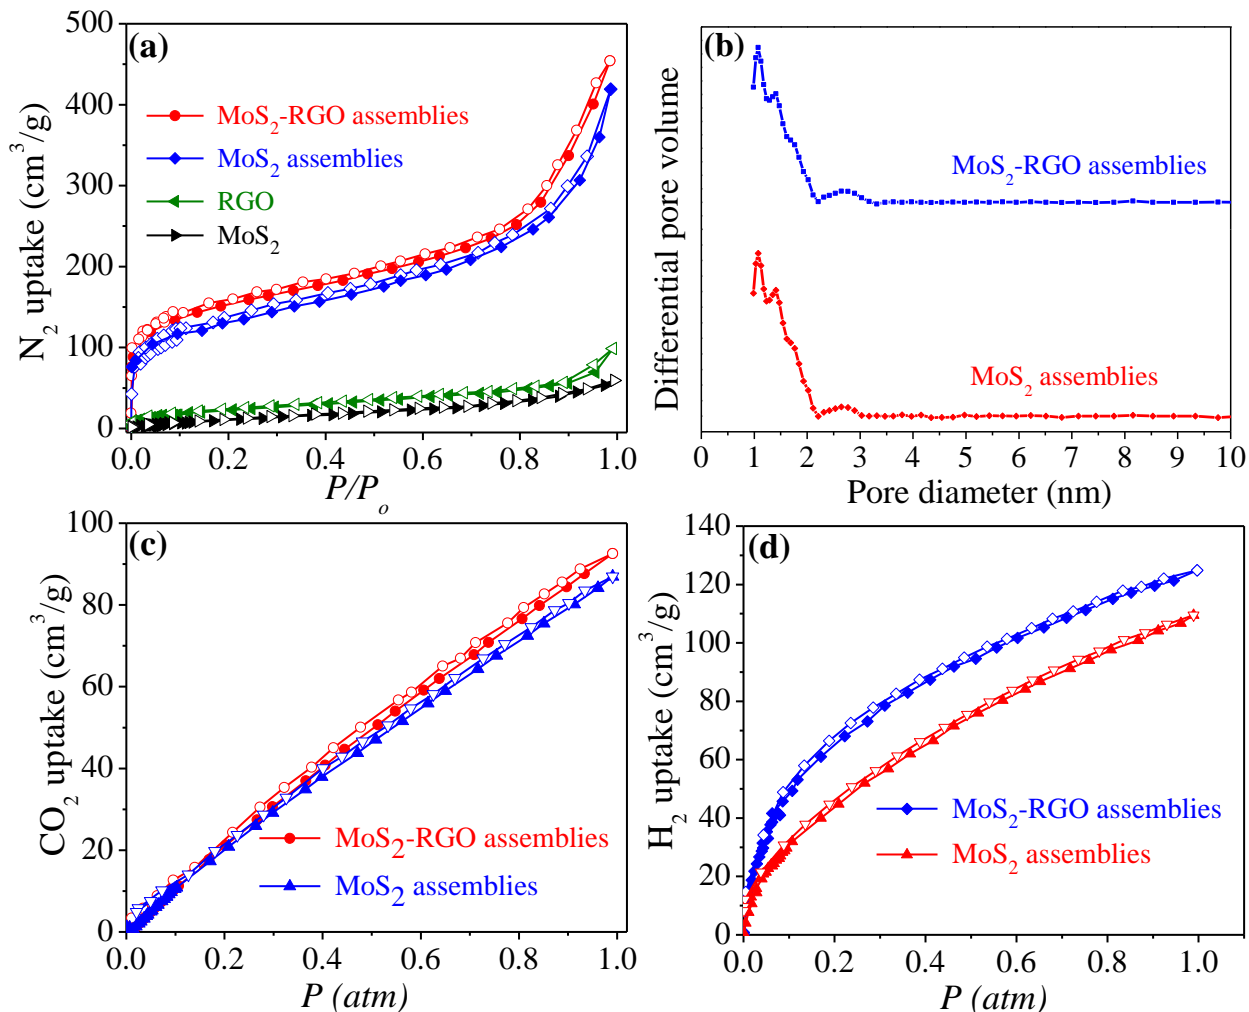 (a)
N2 uptake (cm3/g)
500
400
300
200
100
0
MoS2-RGO assemblies
MoS2 assemblies
RGO
MoS2
0.0 0.2 0.4 0.6 0.8 1.0
P/Po
(b)
Differential pore volume
MoS2-RGO assemblies
MoS2 assemblies
0 1 2 3 4 5 6 7 8 9 10
Pore diameter (nm)
(c)
CO2 uptake (cm3/g)
100
80
60
40
20
0
MoS2-RGO assemblies
MoS2 assemblies
0.0 0.2 0.4 0.6 0.8 1.0
P (atm)
(d)
H2 uptake (cm3/g)
140
120
100
80
60
40
20
0
MoS2-RGO assemblies
MoS2 assemblies
0.0 0.2 0.4 0.6 0.8 1.0
P (atm)